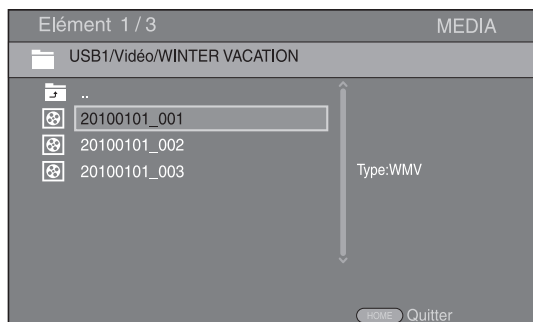 Elément 1 / 3 MEDIA
USB1/Vidéo/WINTER VACATION
..
20100101_001
20100101_002
20100101_003
Type:WMV
HOME Quitter